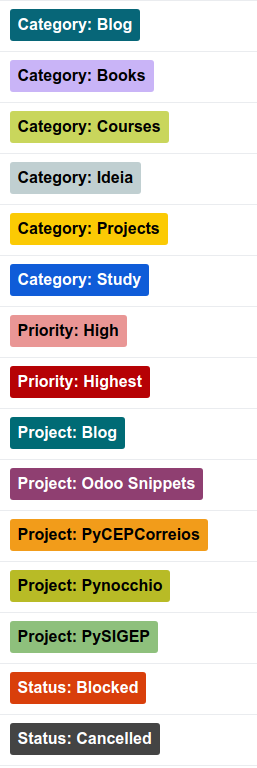 Category: Blog
Category: Books
Category: Courses
Category: Ideia
Category: Projects
Category: Study
Priority: High
Priority: Highest
Project: Blog
Project: Odoo Snippets
Project: PyCEPCorreios
Project: Pynocchio
Project: PySIGEP
Status: Blocked
Status: Cancelled